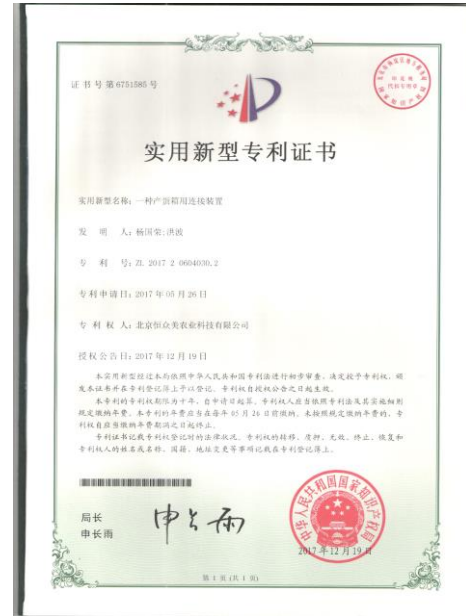 证书号第6751585号
实用新型专利证书
实用新型名称:一种产蛋箱用连接装置
发 明 人:杨国荣;洪波
专 利 号:ZL 2017 2 0604030.2
专利申请日:2017年05月26日
专 利 权 人:北京恒众美农业科技有限公司
授权公告日:2017年12月19日
本实用新型经过本局依照中华人民共和国专利法进行初步审查,决定授予专利权,颁
发本证书并在专利登记簿上予以登记。专利权自授权公告之日起生效。
本专利的专利权期限为十年,自申请日起算。专利权人应当依照专利法及其实施细则
规定缴纳年费。本专利的年费应当在每年05月26日前缴纳。未按照规定缴纳年费的,专
利权自应当缴纳年费期满之日起终止。
专利证书记载专利权登记时的法律状况。专利权的转移、质押、无效、终止、恢复和
专利权人的姓名或名称、国籍、地址变更等事项记载在专利登记簿上。
局长
申长雨
申长雨
中华人民共和国国家知识产权局
2017年12月19日
第 1 页 (共 1 页)